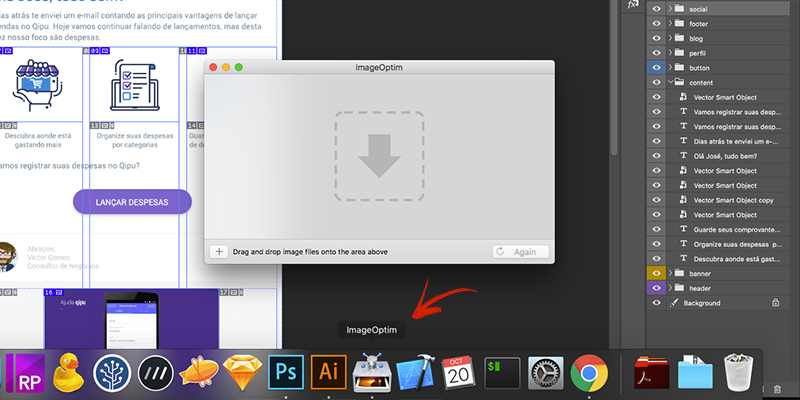 dias atrás te enviei um e-mail contando as principais vantagens de lançar
endas no Qipu. Hoje vamos continuar falando de lançamentos, mas desta
ez nosso foco são as despesas.
Descubra aonde está
gastando mais
Organize suas despesas
por categorias
Guar
de d
amos registrar suas despesas no Qipu?
LANÇAR DESPESAS
Abraços,
Victor Gomes
Consultor de Negócios
Ajuda qipu
ImageOptim
Drag and drop image files onto the area above
Again
ImageOptim
RP
Ps
Ai
OCT
20
$
fx
social
footer
blog
perfil
button
content
Vector Smart Object
Vamos registrar suas desp...
Vamos registrar suas desp...
Dias atrás te enviei um e-...
Olá José, tudo bem?
Vector Smart Object
Vector Smart Object
Vector Smart Object copy
Vector Smart Object
Guarde seus comprovante...
Organize suas despesas p...
Descubra aonde está gast...
banner
header
Background